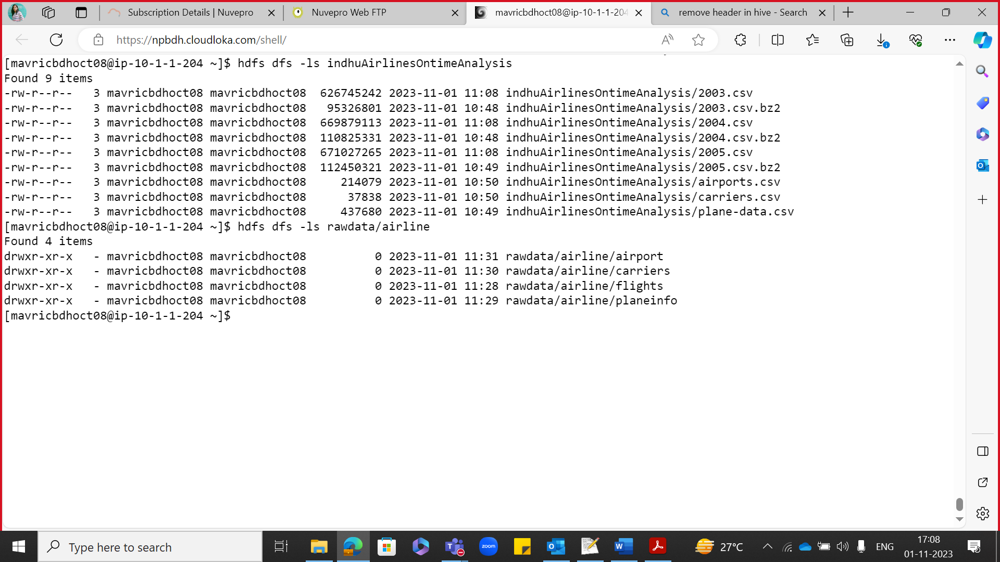 Subscription Details | Nuvepro
Nuvepro Web FTP
mavricbdhoct08@ip-10-1-1-204
remove header in hive - Search
https://npbdh.cloudloka.com/shell/
[mavricbdhoct08@ip-10-1-1-204 ~]$ hdfs dfs -ls indhuAirlinesOntimeAnalysis
Found 9 items
-rw-r--r--   3 mavricbdhoct08 mavricbdhoct08  626745242 2023-11-01 11:08 indhuAirlinesOntimeAnalysis/2003.csv
-rw-r--r--   3 mavricbdhoct08 mavricbdhoct08   95326801 2023-11-01 10:48 indhuAirlinesOntimeAnalysis/2003.csv.bz2
-rw-r--r--   3 mavricbdhoct08 mavricbdhoct08  669879113 2023-11-01 11:08 indhuAirlinesOntimeAnalysis/2004.csv
-rw-r--r--   3 mavricbdhoct08 mavricbdhoct08  110825331 2023-11-01 10:48 indhuAirlinesOntimeAnalysis/2004.csv.bz2
-rw-r--r--   3 mavricbdhoct08 mavricbdhoct08  671027265 2023-11-01 11:08 indhuAirlinesOntimeAnalysis/2005.csv
-rw-r--r--   3 mavricbdhoct08 mavricbdhoct08  112450321 2023-11-01 10:49 indhuAirlinesOntimeAnalysis/2005.csv.bz2
-rw-r--r--   3 mavricbdhoct08 mavricbdhoct08     214079 2023-11-01 10:50 indhuAirlinesOntimeAnalysis/airports.csv
-rw-r--r--   3 mavricbdhoct08 mavricbdhoct08      37838 2023-11-01 10:50 indhuAirlinesOntimeAnalysis/carriers.csv
-rw-r--r--   3 mavricbdhoct08 mavricbdhoct08     437680 2023-11-01 10:49 indhuAirlinesOntimeAnalysis/plane-data.csv
[mavricbdhoct08@ip-10-1-1-204 ~]$ hdfs dfs -ls rawdata/airline
Found 4 items
drwxr-xr-x   - mavricbdhoct08 mavricbdhoct08          0 2023-11-01 11:31 rawdata/airline/airport
drwxr-xr-x   - mavricbdhoct08 mavricbdhoct08          0 2023-11-01 11:30 rawdata/airline/carriers
drwxr-xr-x   - mavricbdhoct08 mavricbdhoct08          0 2023-11-01 11:28 rawdata/airline/flights
drwxr-xr-x   - mavricbdhoct08 mavricbdhoct08          0 2023-11-01 11:29 rawdata/airline/planeinfo
[mavricbdhoct08@ip-10-1-1-204 ~]$
Type here to search
zoom
27°C
ENG
17:08
01-11-2023